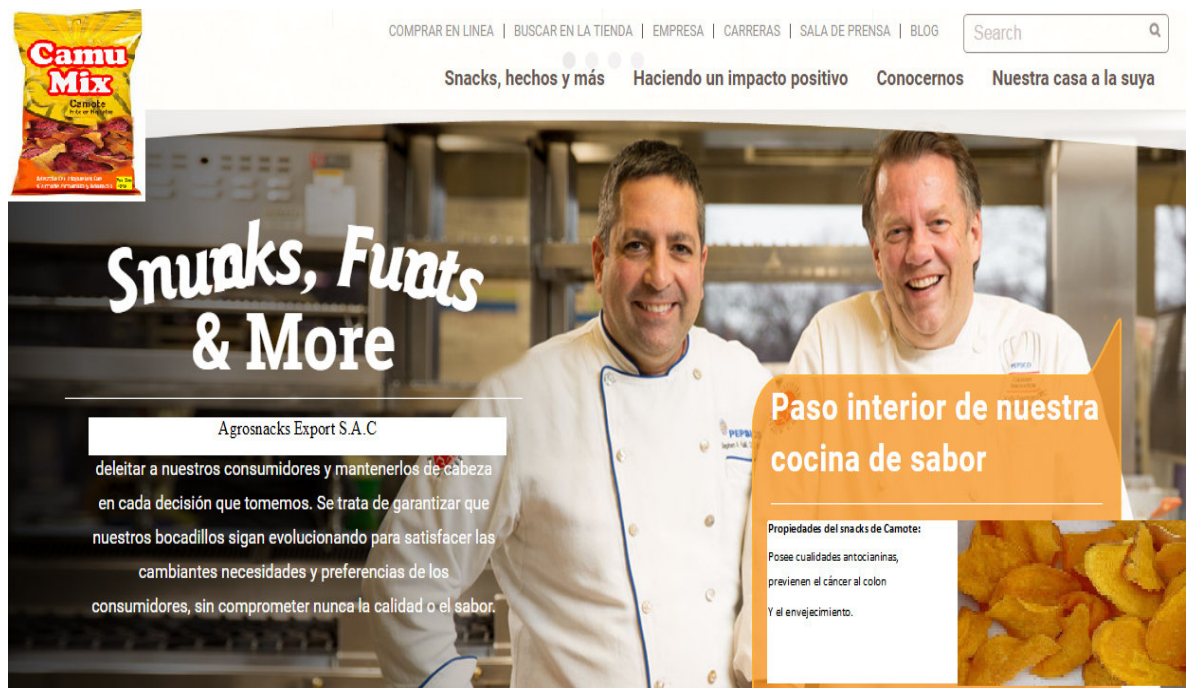 Camu
Mix
Camote
COMPRAR EN LINEA | BUSCAR EN LA TIENDA | EMPRESA | CARRERAS | SALA DE PRENSA | BLOG
Search
Snacks, hechos y más Haciendo un impacto positivo Conocernos Nuestra casa a la suya
Snunks, Funts
& More
Agrosnacks Export S.A.C
deleitar a nuestros consumidores y mantenerlos de cabeza
en cada decisión que tomemos. Se trata de garantizar que
nuestros bocadillos sigan evolucionando para satisfacer las
cambiantes necesidades y preferencias de los
consumidores, sin comprometer nunca la calidad o el sabor.
PEPSICO
Paso interior de nuestra
cocina de sabor
Propiedades del snacks de Camote:
Posee cualidades antocianinas,
previenen el cáncer al colon
Y el envejecimiento.